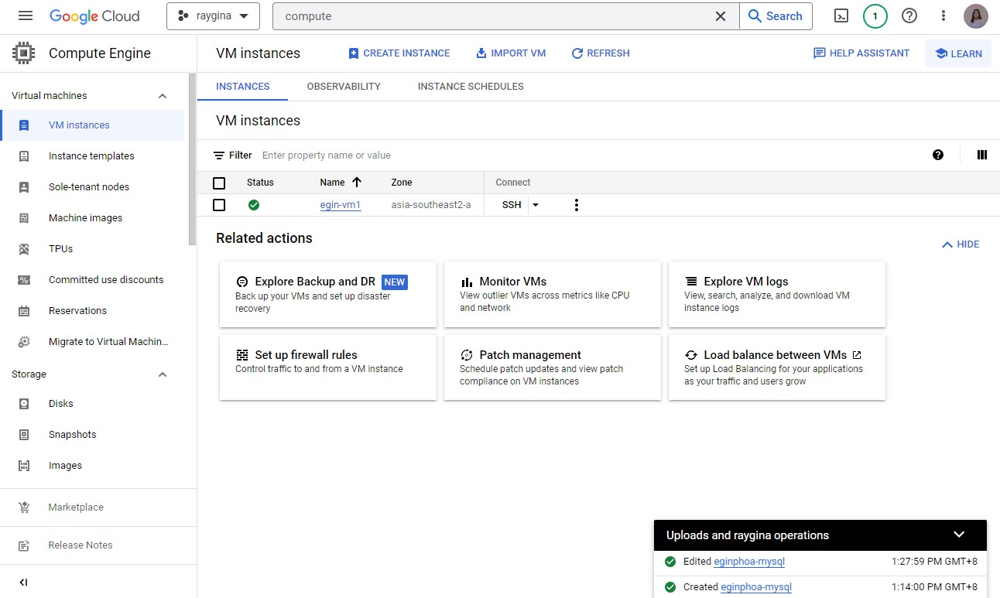 Google Cloud
raygina
compute
Search
1
Compute Engine
VM instances
CREATE INSTANCE
IMPORT VM
REFRESH
HELP ASSISTANT
LEARN
Virtual machines
VM instances
Instance templates
Sole-tenant nodes
Machine images
TPUs
Committed use discounts
Reservations
Migrate to Virtual Machin...
Storage
Disks
Snapshots
Images
Marketplace
Release Notes
INSTANCES
OBSERVABILITY
INSTANCE SCHEDULES
VM instances
Filter Enter property name or value
Status Name Zone Connect
egin-vm1 asia-southeast2-a SSH
Related actions
HIDE
Explore Backup and DR NEW
Back up your VMs and set up disaster
recovery
Monitor VMs
View outlier VMs across metrics like CPU
and network
Explore VM logs
View, search, analyze, and download VM
instance logs
Set up firewall rules
Control traffic to and from a VM instance
Patch management
Schedule patch updates and view patch
compliance on VM instances
Load balance between VMs
Set up Load Balancing for your applications
as your traffic and users grow
Uploads and raygina operations
Edited eginphoa-mysql 1:27:59 PM GMT+8
Created eginphoa-mysql 1:14:00 PM GMT+8